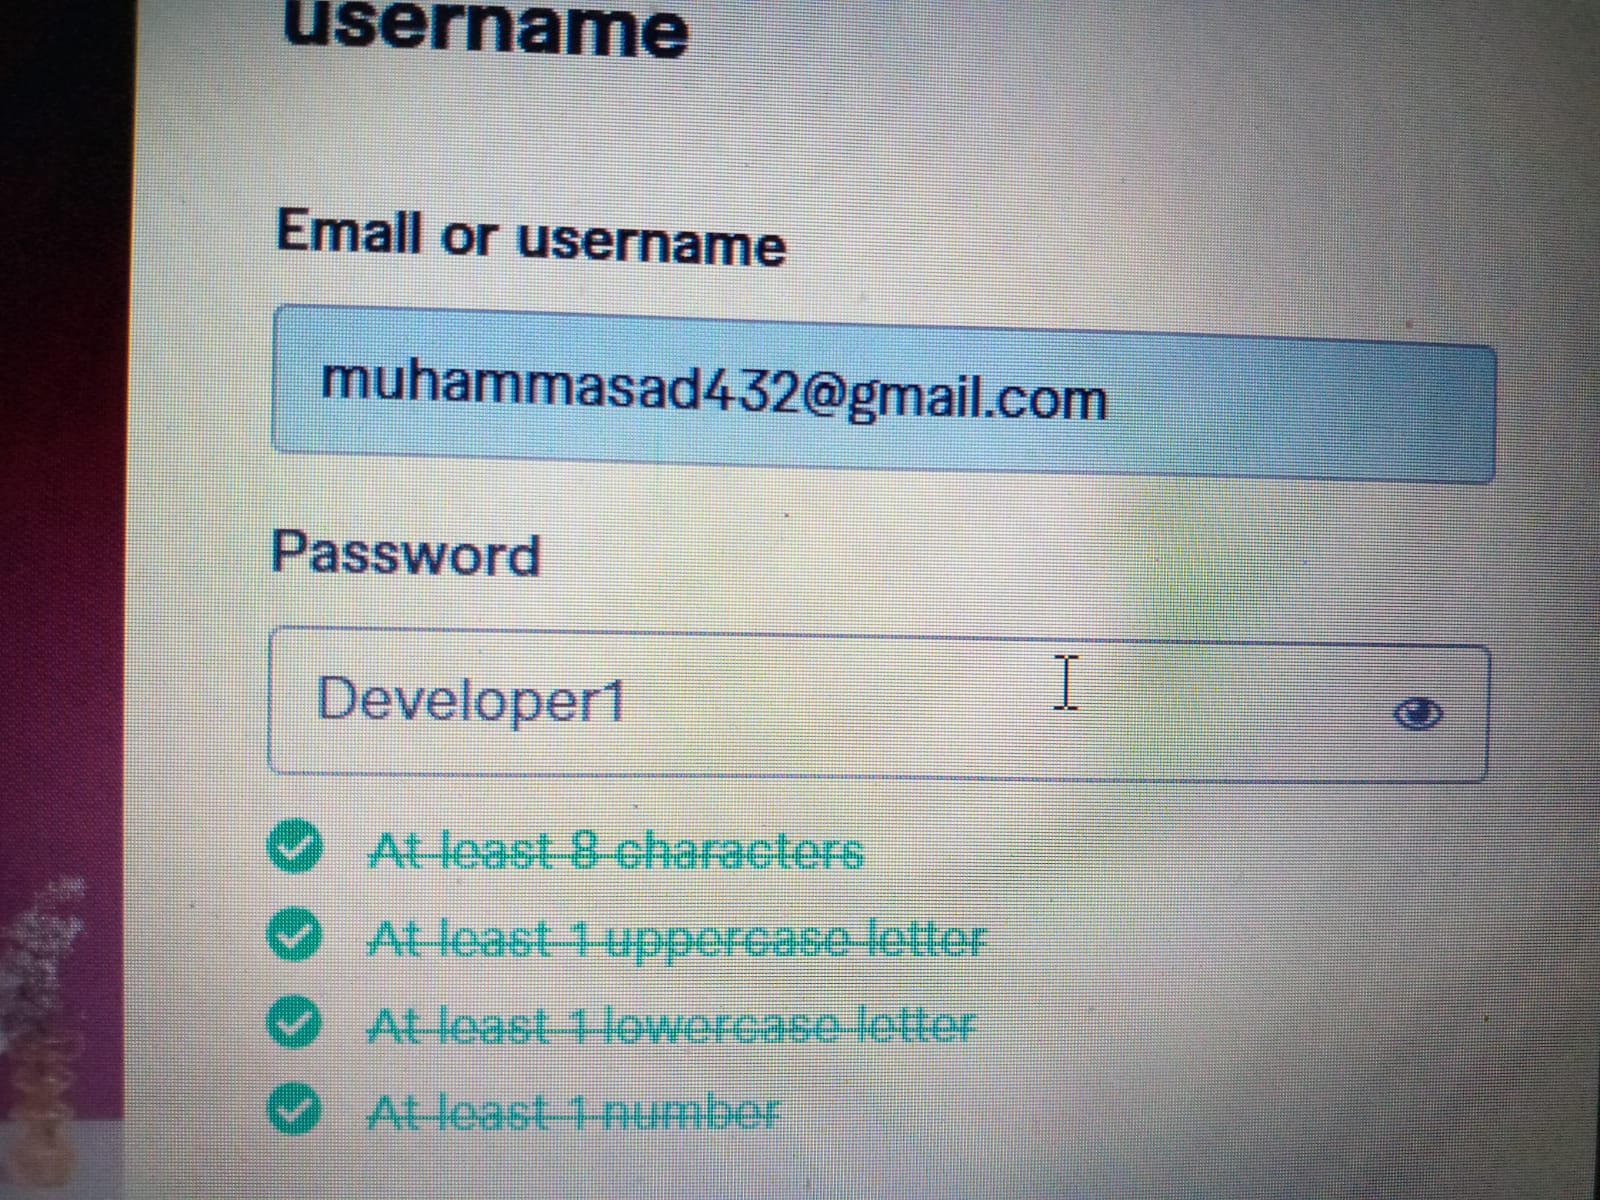 username
Email or username
muhammasad432@gmail.com
Password
Developer1
At least 8 characters
At least 1 uppercase letter
At least 1 lowercase letter
At least 1 number